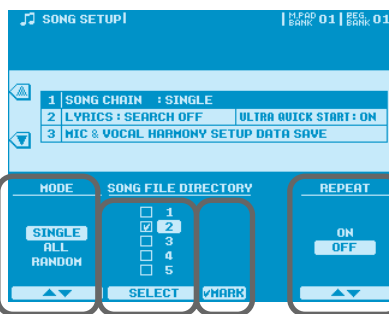 SONG SETUP
M.PAD BANK 01 REG. BANK 01
1 SONG CHAIN : SINGLE
2 LYRICS : SEARCH OFF ULTRA QUICK START : ON
3 MIC & VOCAL HARMONY SETUP DATA SAVE
MODE SONG FILE DIRECTORY REPEAT
1
SINGLE 2 ON
ALL 3 OFF
RANDOM 4
5
SELECT MARK